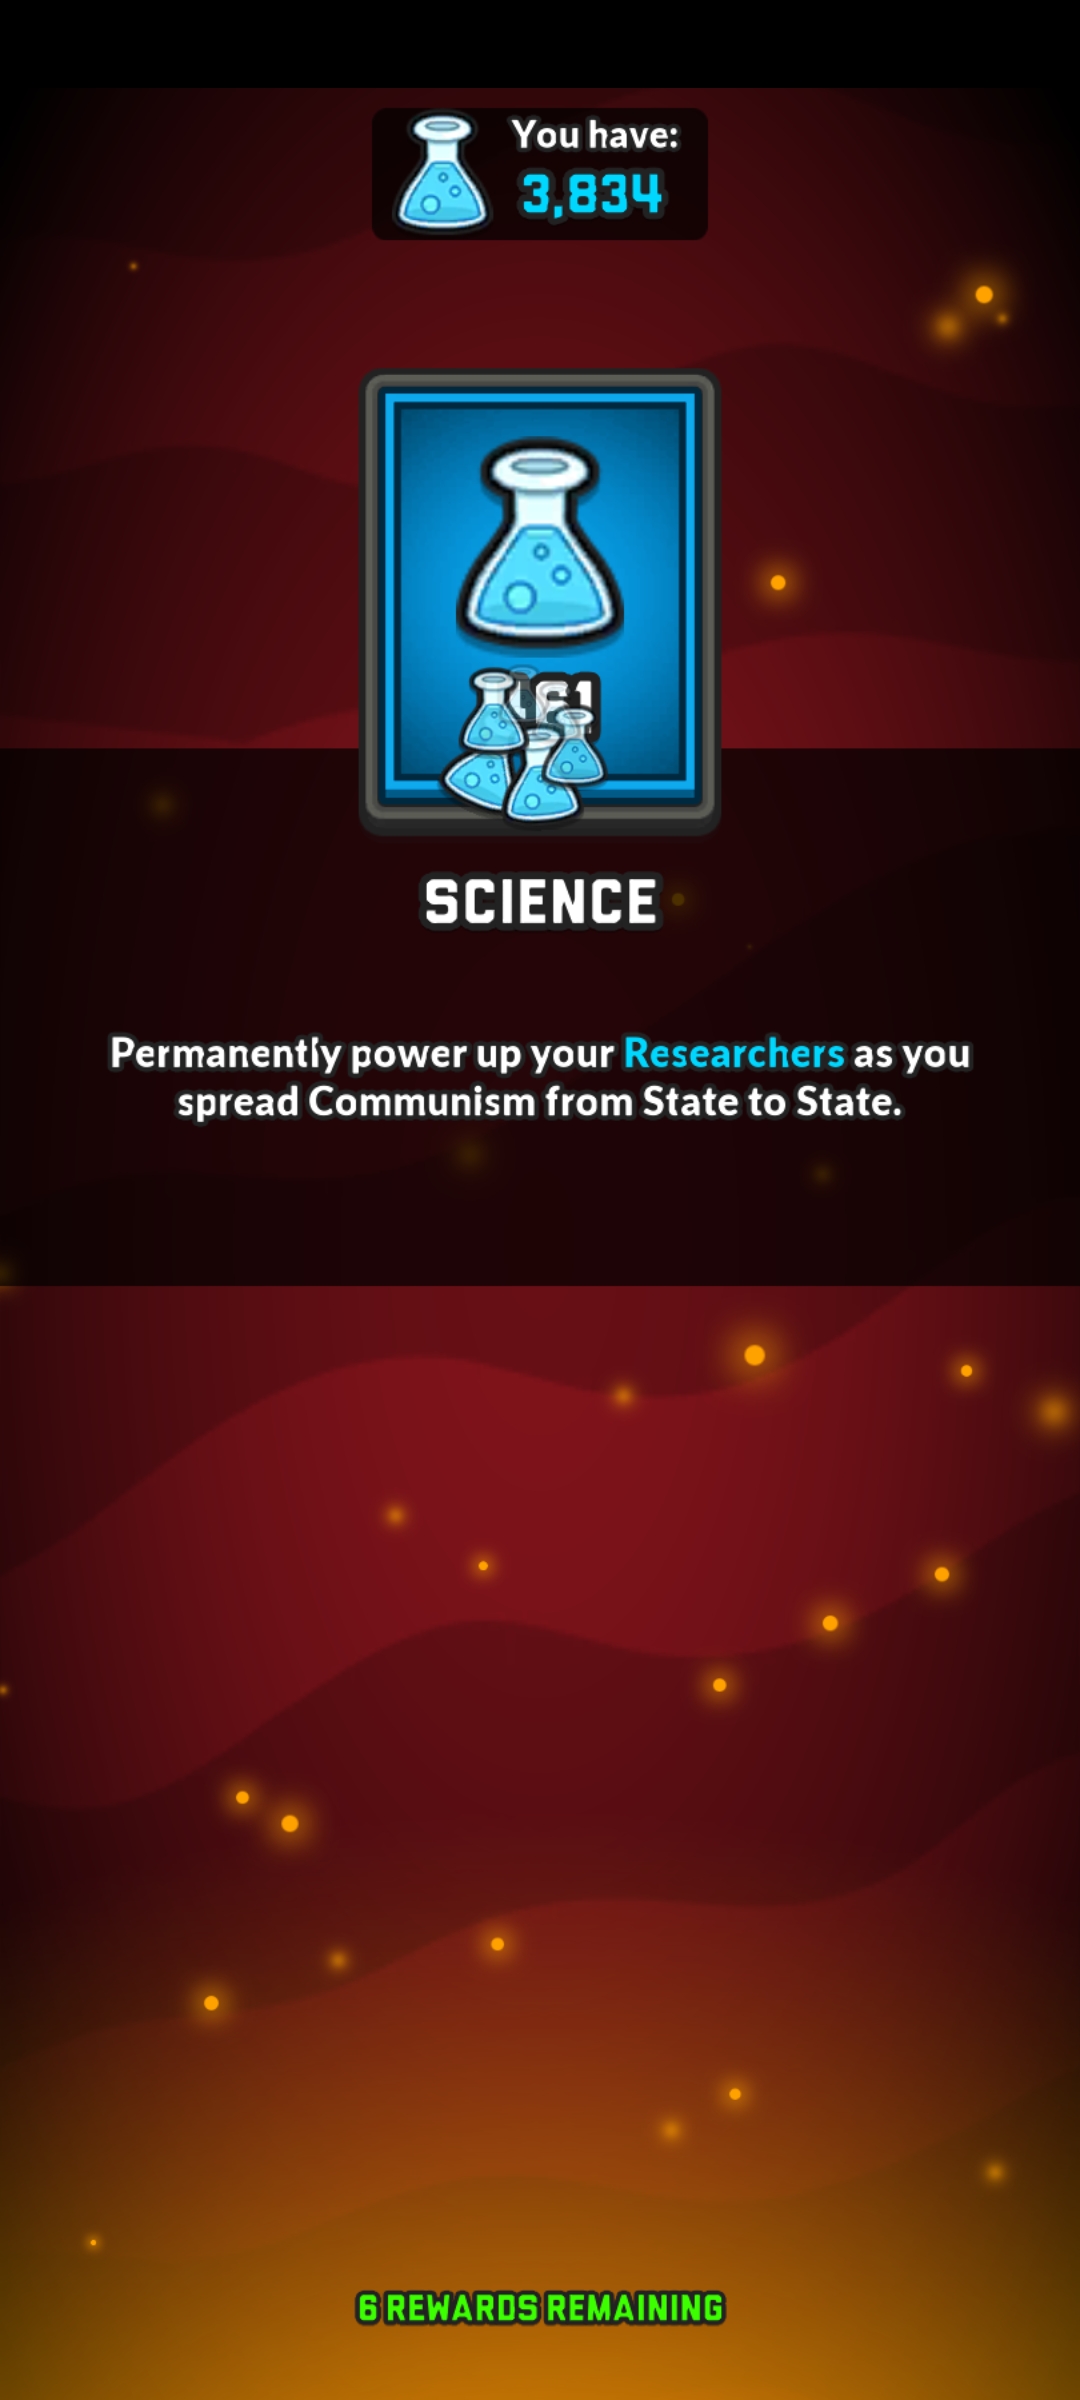 You have:
3,834
SCIENCE
Permanently power up your Researchers as you
spread Communism from State to State.
6 REWARDS REMAINING